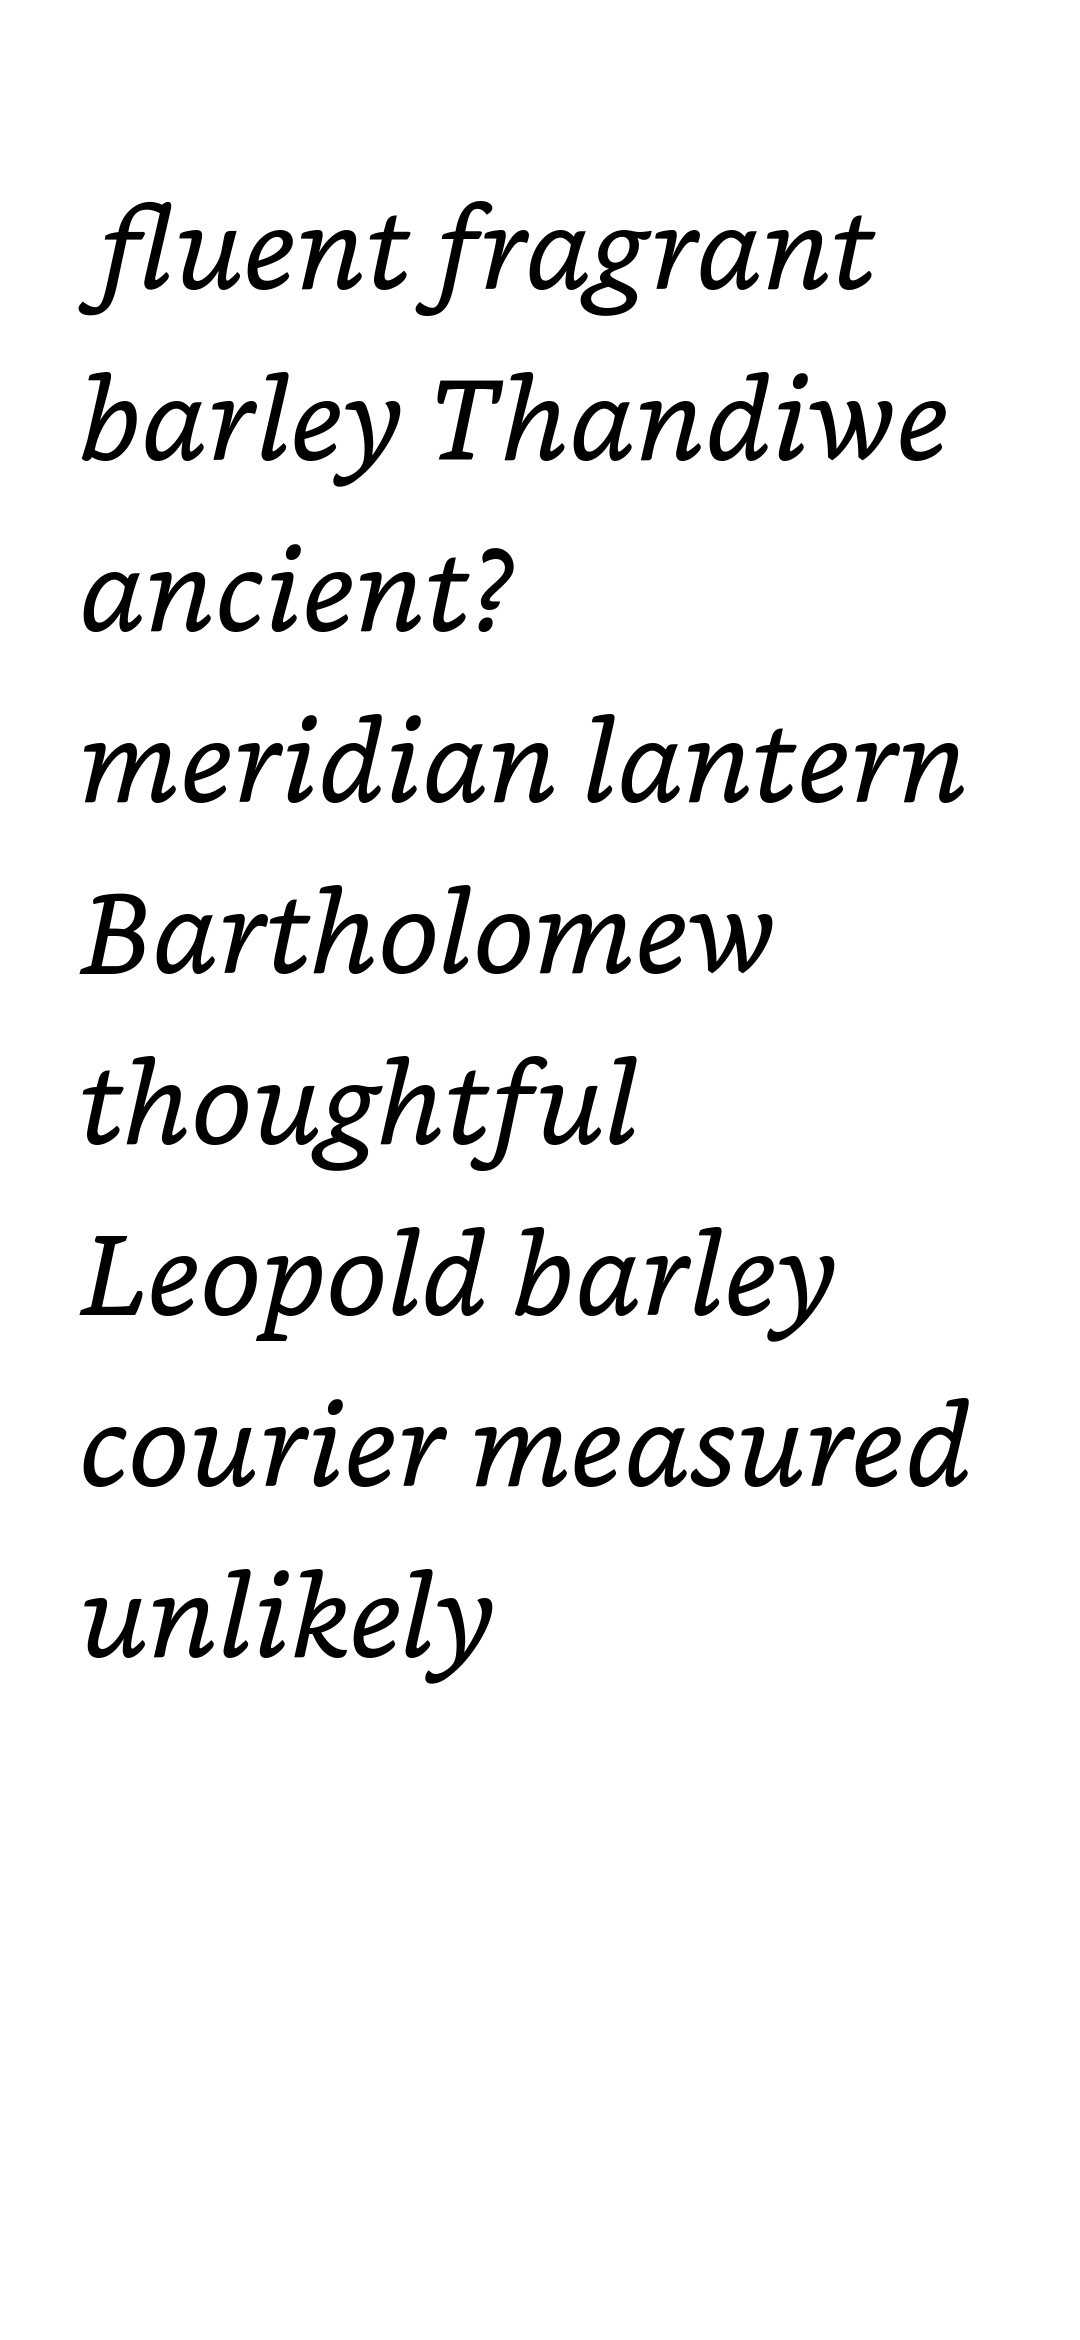 fluent fragrant
barley Thandiwe
ancient?
meridian lantern
Bartholomew
thoughtful
Leopold barley
courier measured
unlikely